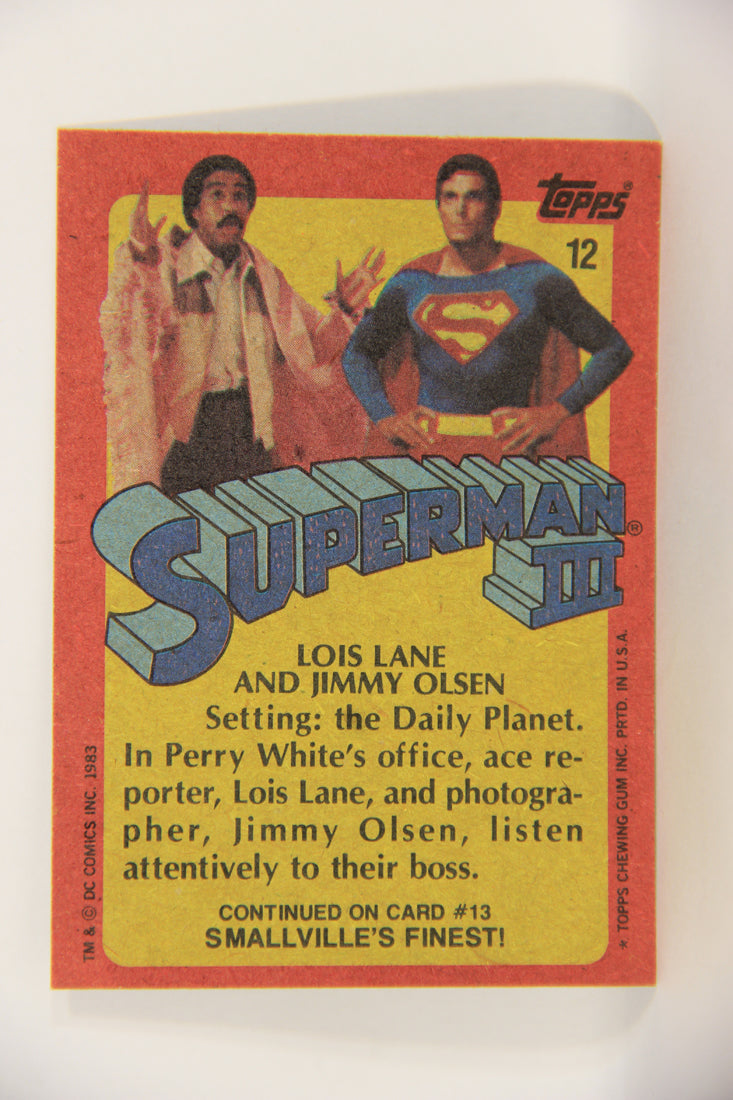 topps®
12
S
SUPERMAN®
III
LOIS LANE
AND JIMMY OLSEN
Setting: the Daily Planet.
In Perry White's office, ace re-
porter, Lois Lane, and photogra-
pher, Jimmy Olsen, listen
attentively to their boss.
CONTINUED ON CARD #13
SMALLVILLE'S FINEST!
TM & © DC COMICS INC. 1983
* TOPPS CHEWING GUM INC. PRTD. IN U.S.A.